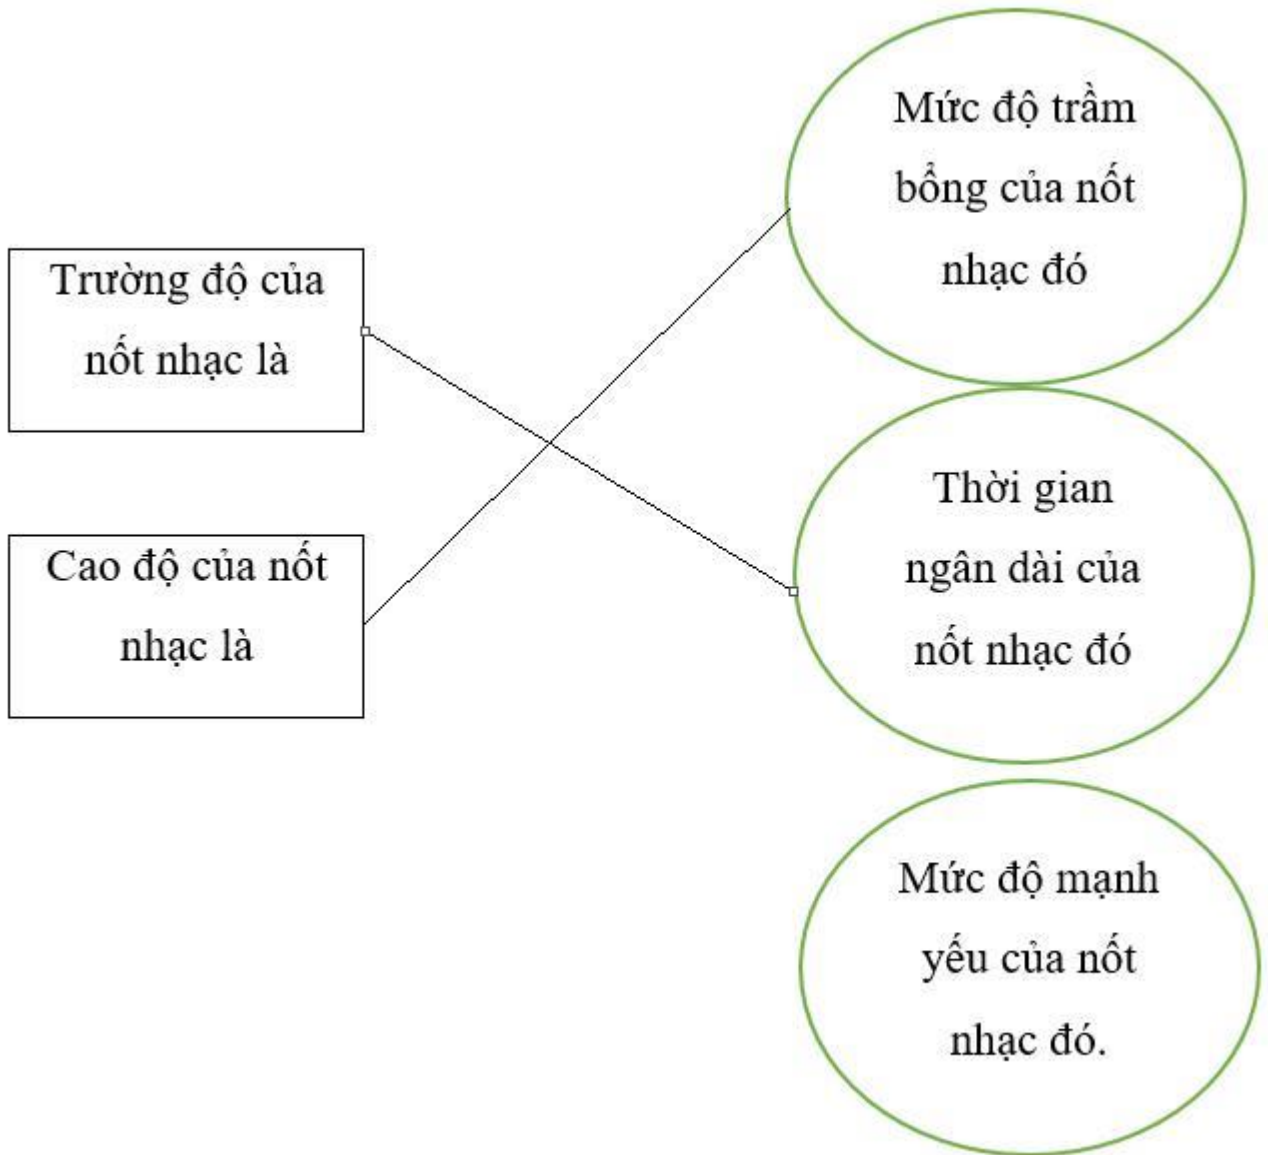 Trường độ của
nốt nhạc là
Cao độ của nốt
nhạc là
Mức độ trầm
bổng của nốt
nhạc đó
Thời gian
ngân dài của
nốt nhạc đó
Mức độ mạnh
yếu của nốt
nhạc đó.